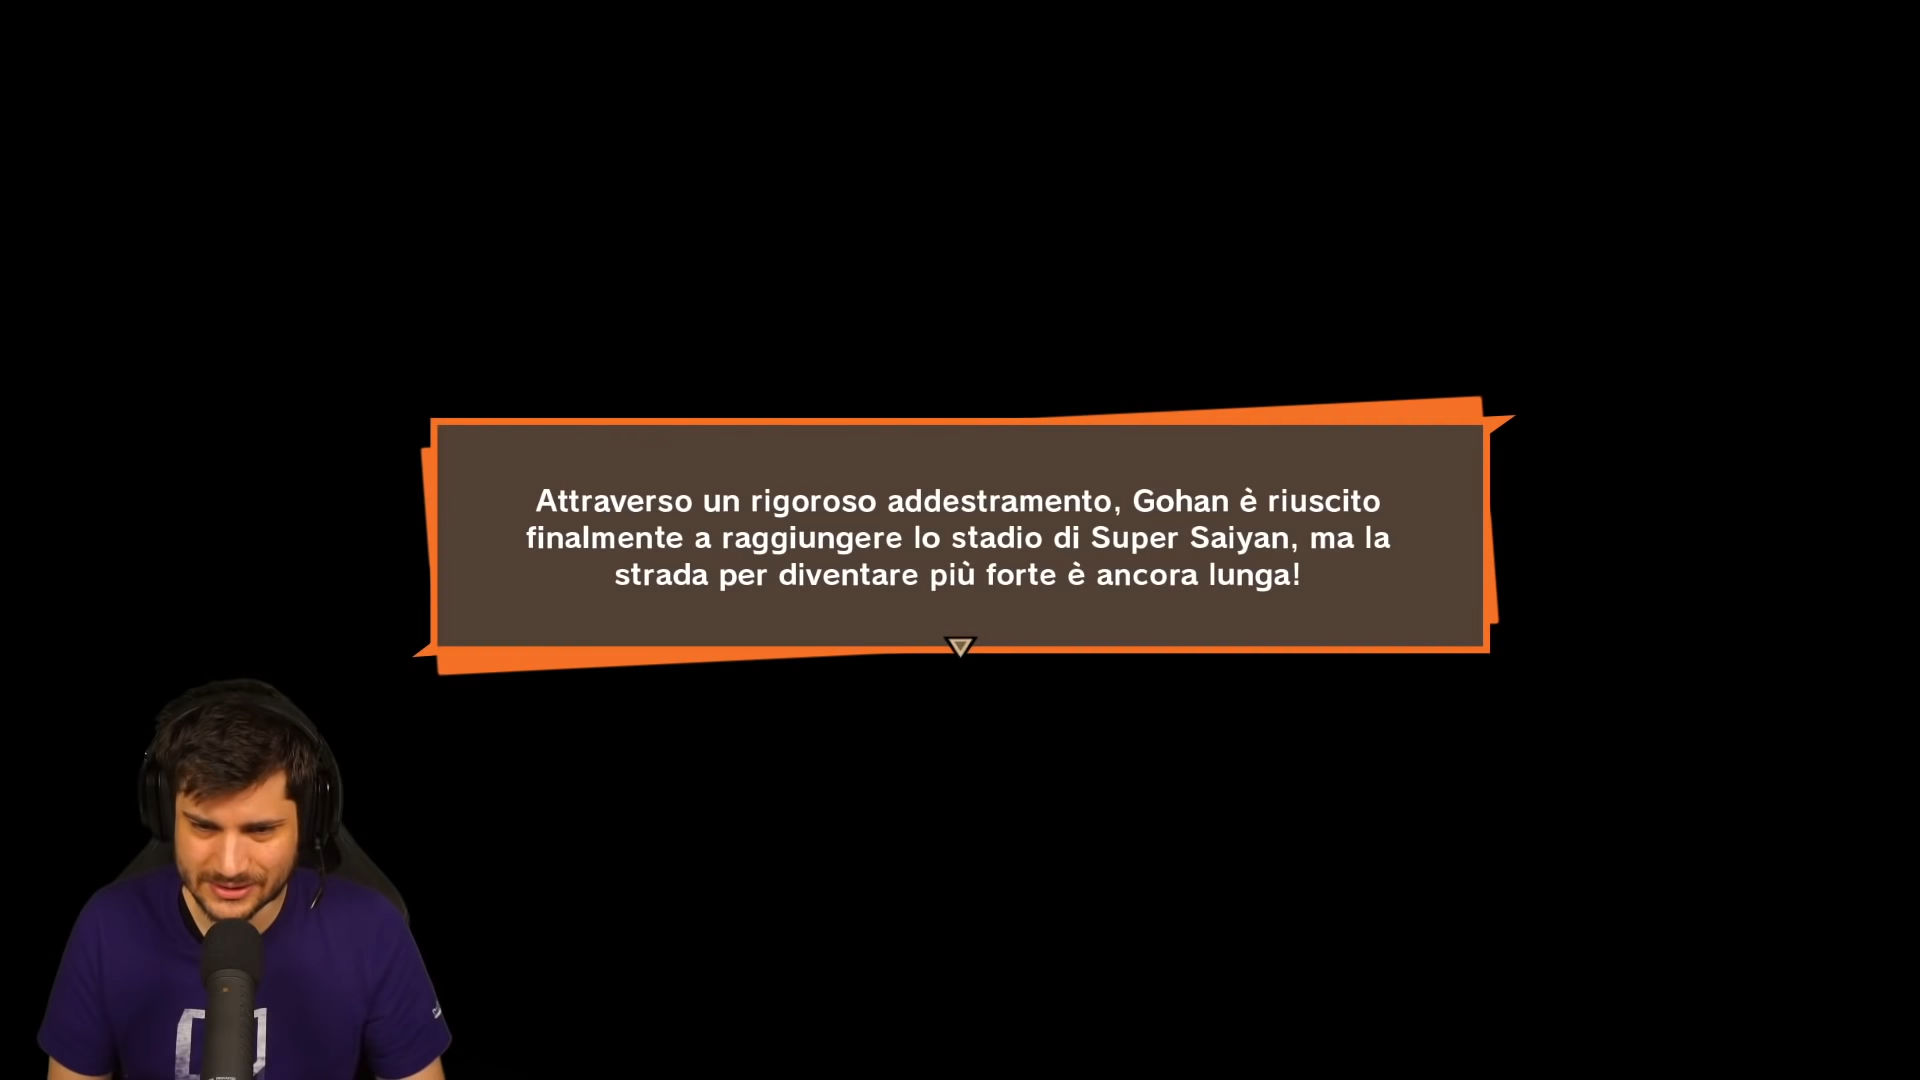 Attraverso un rigoroso addestramento, Gohan è riuscito
finalmente a raggiungere lo stadio di Super Saiyan, ma la
strada per diventare più forte è ancora lunga!